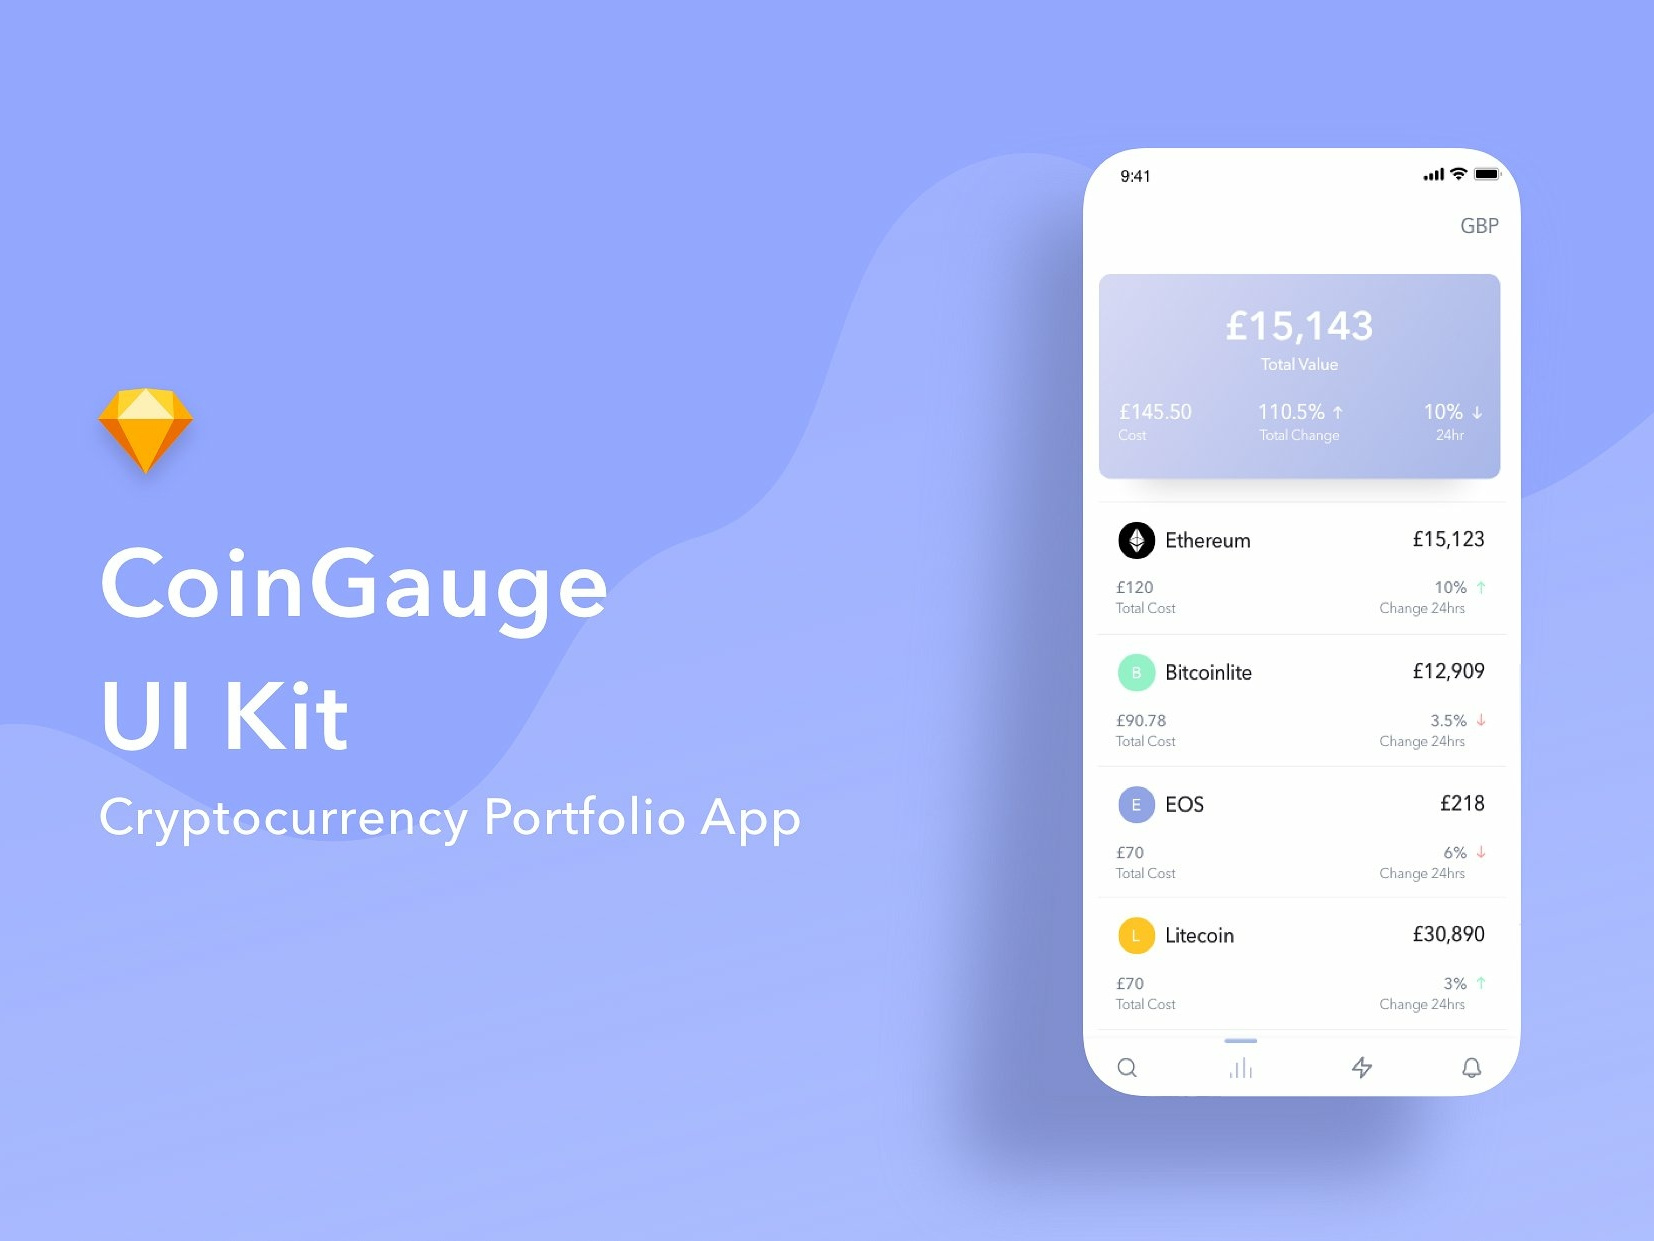 CoinGauge
UI Kit
Cryptocurrency Portfolio App
9:41
GBP
£15,143
Total Value
£145.50 110.5% ↑ 10% ↓
Cost Total Change 24hr
Ethereum £15,123
£120 10% ↑
Total Cost Change 24hrs
B Bitcoinlite £12,909
£90.78 3.5% ↓
Total Cost Change 24hrs
E EOS £218
£70 6% ↓
Total Cost Change 24hrs
L Litecoin £30,890
£70 3% ↑
Total Cost Change 24hrs